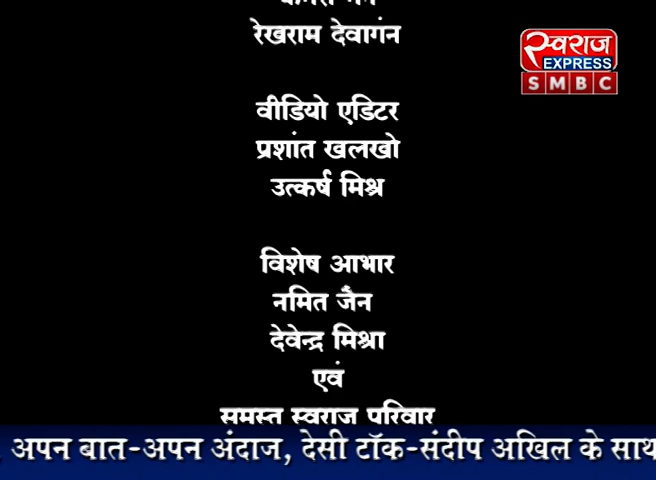 रेखराम देवागंन
स्वराज
EXPRESS
SMBC
वीडियो एडिटर
प्रशांत खलखो
उत्कर्ष मिश्र
विशेष आभार
नमित जैन
देवेन्द्र मिश्रा
एवं
समस्त स्वराज परिवार
अपन बात-अपन अंदाज, देसी टॉक-संदीप अखिल के साथ